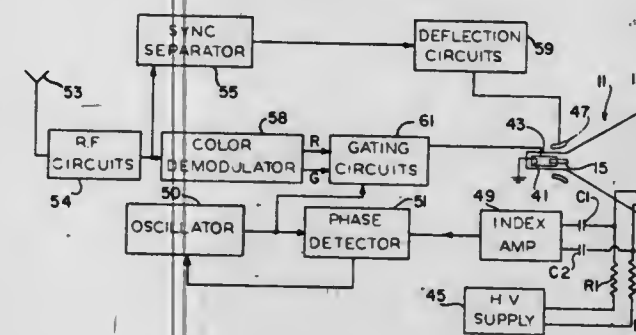 SYNC
SEPARATOR
55
DEFLECTION
CIRCUITS
59
53
11
47
R.F.
CIRCUITS
54
58
COLOR
DEMODULATOR
R
G
61
GATING
CIRCUITS
43
41
15
50
OSCILLATOR
51
PHASE
DETECTOR
49
INDEX
AMP
C1
C2
R1
45
H V
SUPPLY